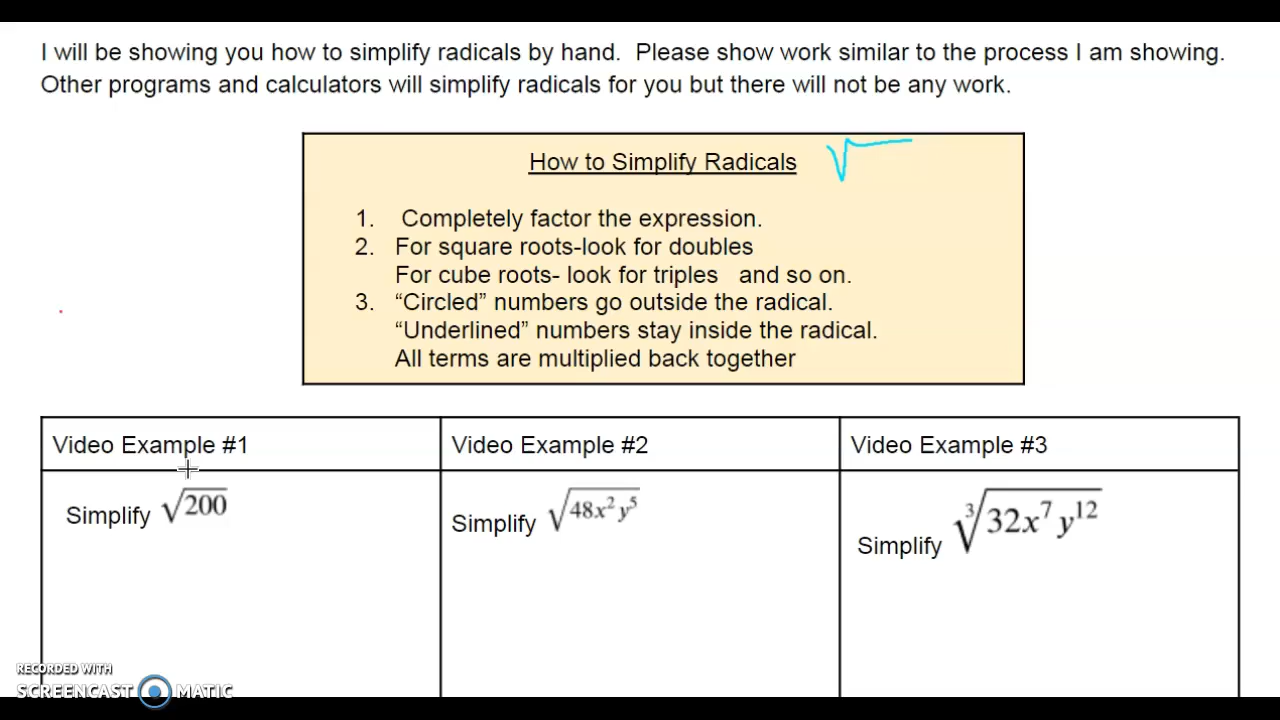 I will be showing you how to simplify radicals by hand.  Please show work similar to the process I am showing.
Other programs and calculators will simplify radicals for you but there will not be any work.
How to Simplify Radicals √
1. Completely factor the expression.
2. For square roots-look for doubles
For cube roots- look for triples and so on.
3. “Circled” numbers go outside the radical.
“Underlined” numbers stay inside the radical.
All terms are multiplied back together
Video Example #1
Video Example #2
Video Example #3
Simplify √200
Simplify √48x²y⁵
Simplify ∛32x⁷y¹²
RECORDED WITH
SCREENCAST MATIC